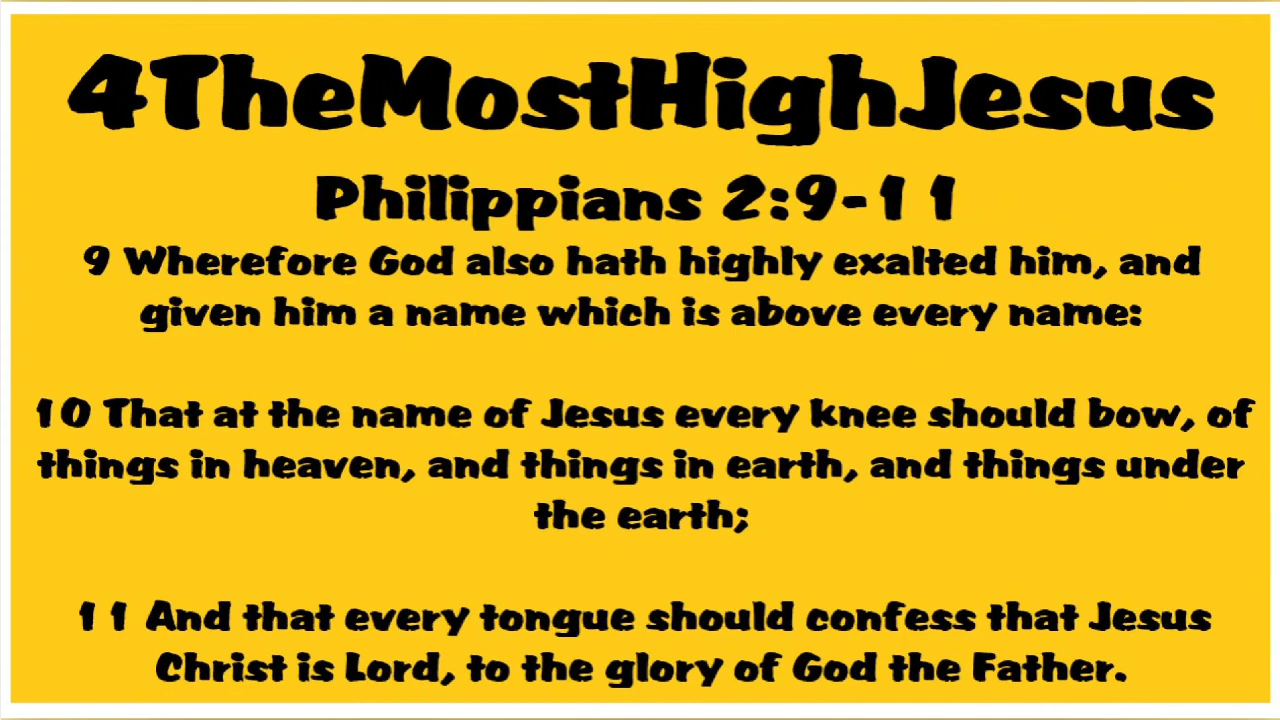 4TheMostHighJesus
Philippians 2:9-11
9 Wherefore God also hath highly exalted him, and
given him a name which is above every name:
10 That at the name of Jesus every knee should bow, of
things in heaven, and things in earth, and things under
the earth;
11 And that every tongue should confess that Jesus
Christ is Lord, to the glory of God the Father.